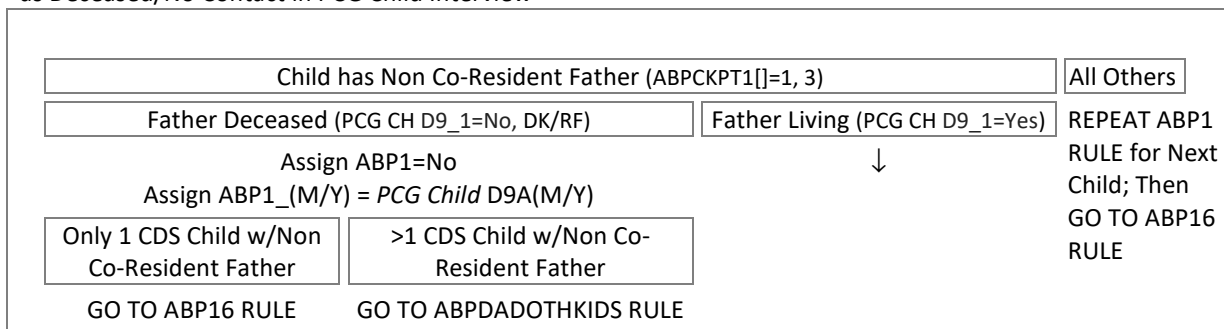 as Deceased/No Contact in PCG Child Interview
Child has Non Co-Resident Father (ABPCKPT1[]=1, 3)
All Others
Father Deceased (PCG CH D9_1=No, DK/RF)
Father Living (PCG CH D9_1=Yes)
REPEAT ABP1
RULE for Next
Child; Then
GO TO ABP16
RULE
Assign ABP1=No
↓
Assign ABP1_(M/Y) = PCG Child D9A(M/Y)
Only 1 CDS Child w/Non
Co-Resident Father
>1 CDS Child w/Non Co-
Resident Father
GO TO ABP16 RULE
GO TO ABPDADOTHKIDS RULE